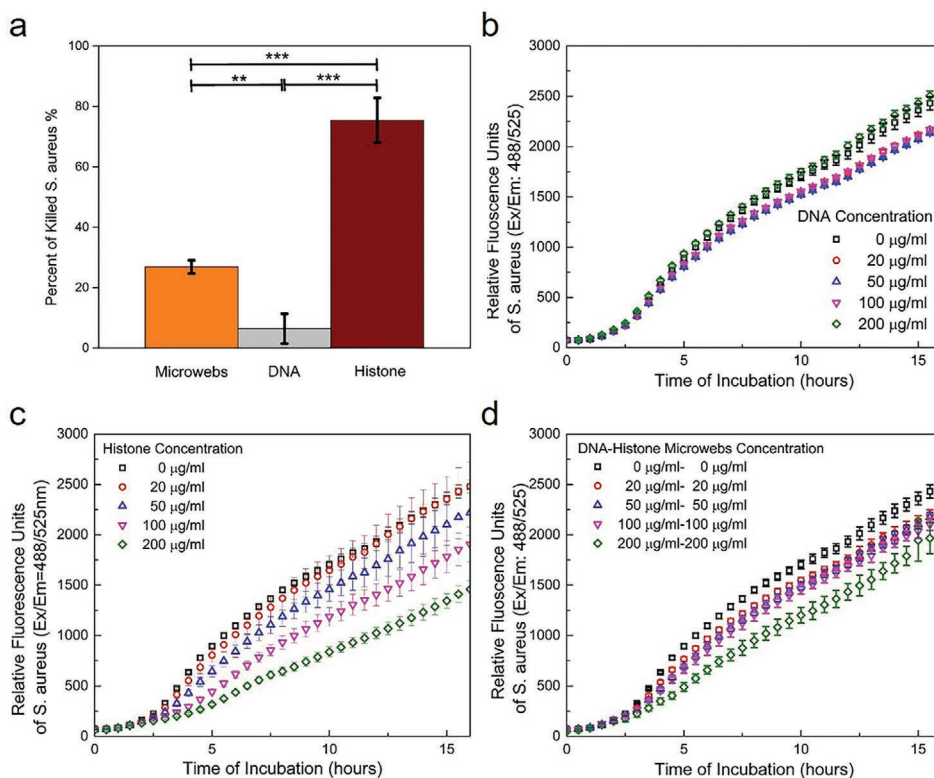 a
Percent of Killed S. aureus %
100
80
60
40
20
0
***
**
***
Microwebs
DNA
Histone
b
Relative Fluoscence Units
of S. aureus (Ex/Em: 488/525)
3000
2500
2000
1500
1000
500
0
DNA Concentration
0 µg/ml
20 µg/ml
50 µg/ml
100 µg/ml
200 µg/ml
0
5
10
15
Time of Incubation (hours)
c
Relative Fluorescence Units
of S. aureus (Ex/Em=488/525nm)
3000
2500
2000
1500
1000
500
0
Histone Concentration
0 µg/ml
20 µg/ml
50 µg/ml
100 µg/ml
200 µg/ml
0
5
10
15
Time of Incubation (hours)
d
Relative Fluorescence Units
of S. aureus (Ex/Em: 488/525)
3000
2500
2000
1500
1000
500
0
DNA-Histone Microwebs Concentration
0 µg/ml- 0 µg/ml
20 µg/ml- 20 µg/ml
50 µg/ml- 50 µg/ml
100 µg/ml-100 µg/ml
200 µg/ml-200 µg/ml
0
5
10
15
Time of Incubation (hours)